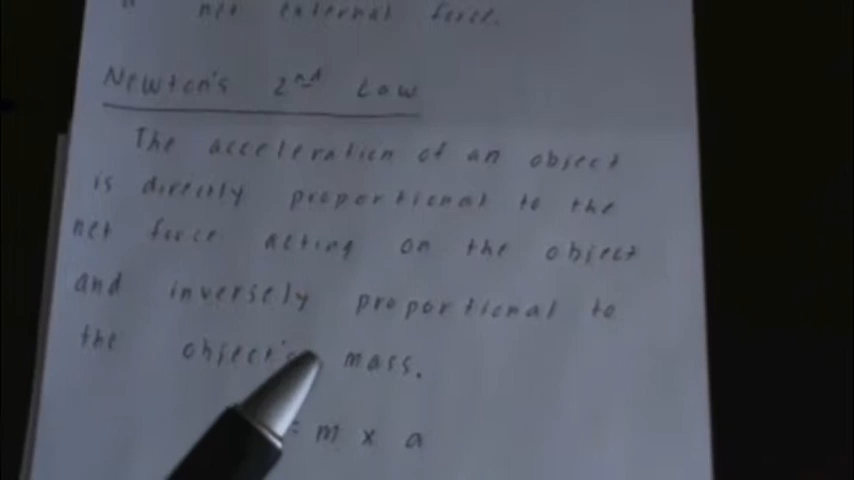 net external force.
Newton's 2nd Law
The acceleration of an object
is directly proportional to the
net force acting on the object
and inversely proportional to
the object's mass.
= m x a